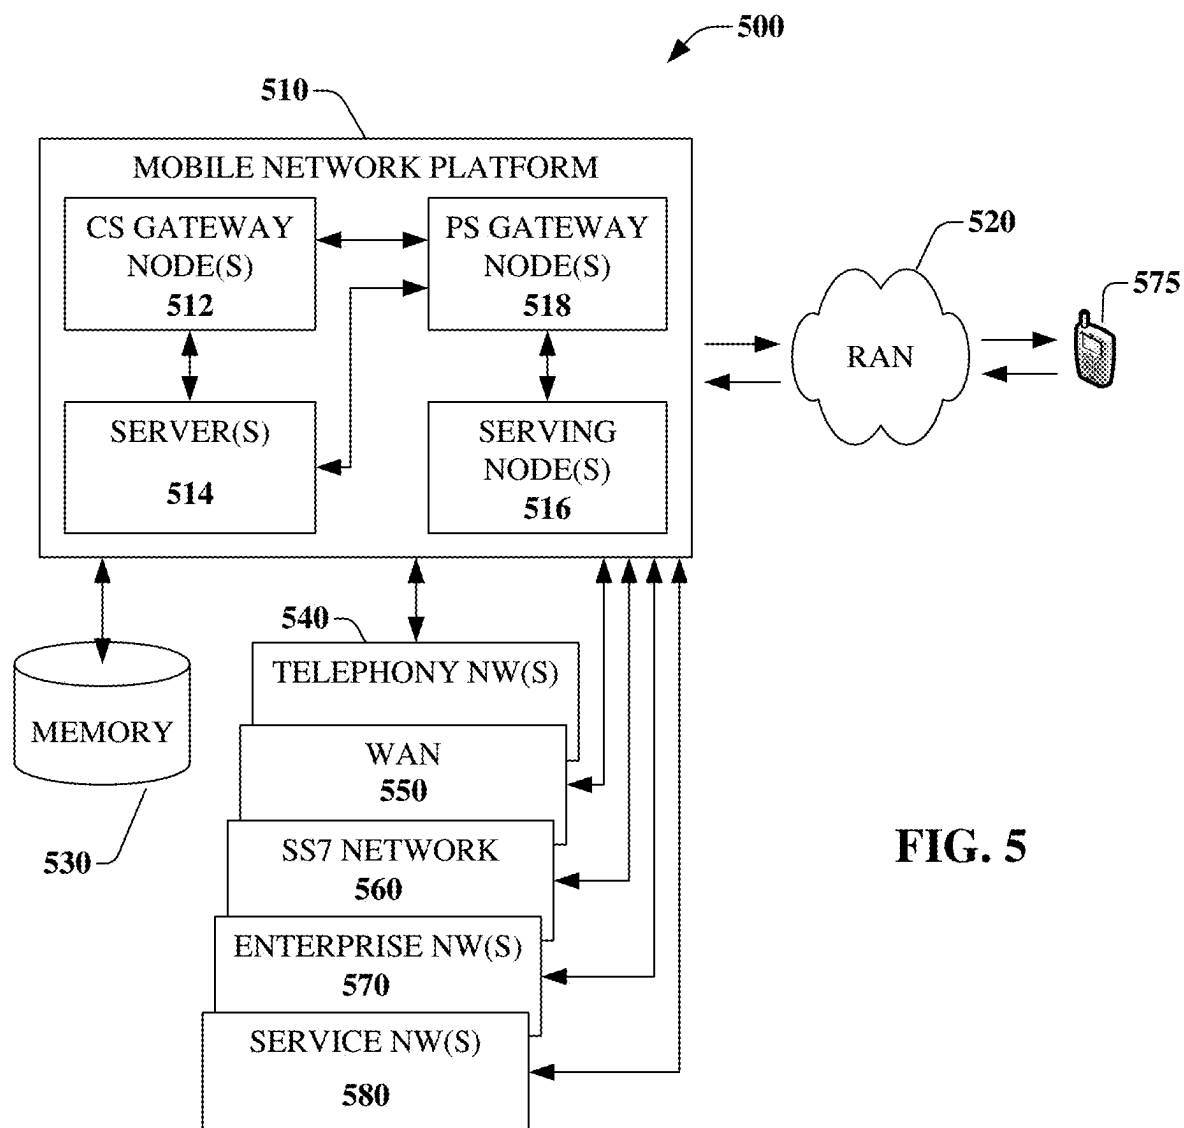 500
510
MOBILE NETWORK PLATFORM
CS GATEWAY
NODE(S)
512
PS GATEWAY
NODE(S)
518
SERVER(S)
514
SERVING
NODE(S)
516
520
RAN
575
540
TELEPHONY NW(S)
MEMORY
530
WAN
550
SS7 NETWORK
560
ENTERPRISE NW(S)
570
SERVICE NW(S)
580
FIG. 5